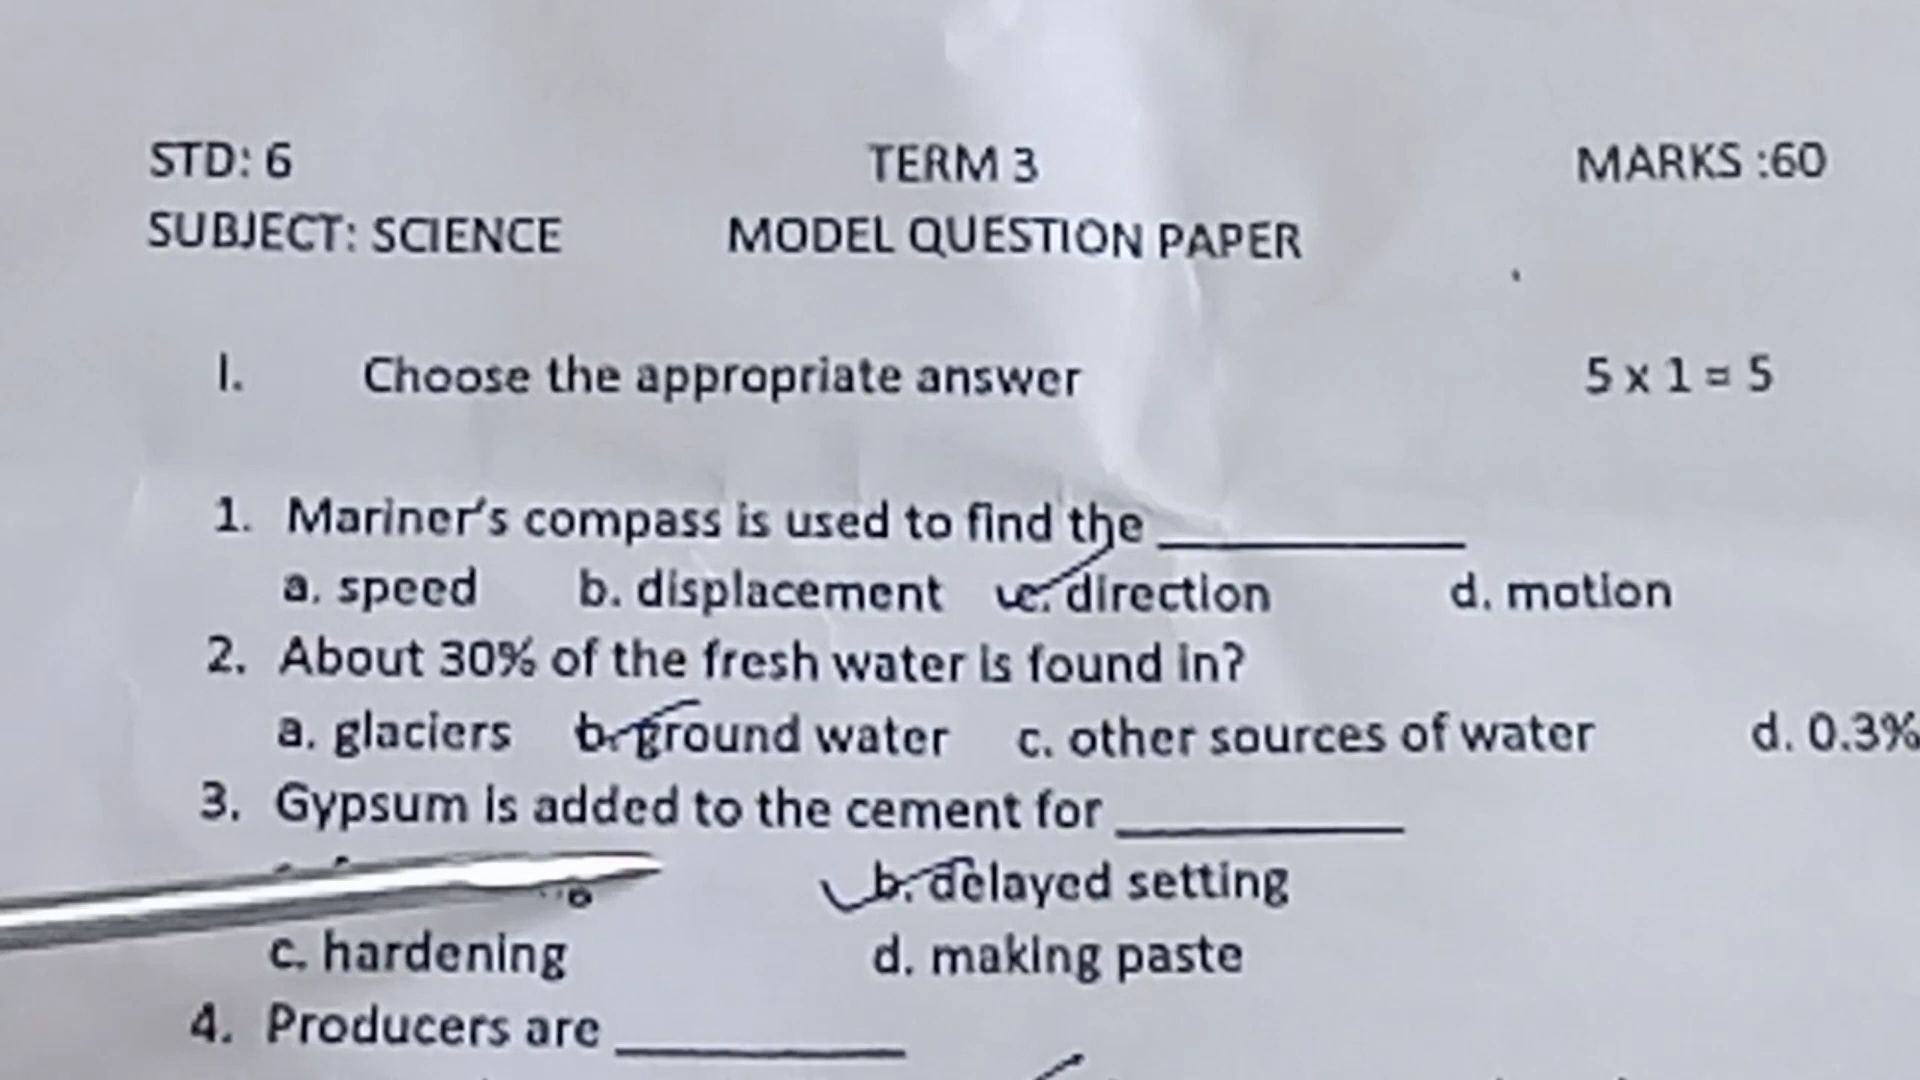 STD: 6 TERM 3 MARKS :60
SUBJECT: SCIENCE MODEL QUESTION PAPER
I. Choose the appropriate answer 5 x 1 = 5
1. Mariner's compass is used to find the __________
a. speed b. displacement c. direction d. motion
2. About 30% of the fresh water is found in?
a. glaciers b. ground water c. other sources of water d. 0.3%
3. Gypsum is added to the cement for __________
b. delayed setting
c. hardening d. making paste
4. Producers are __________